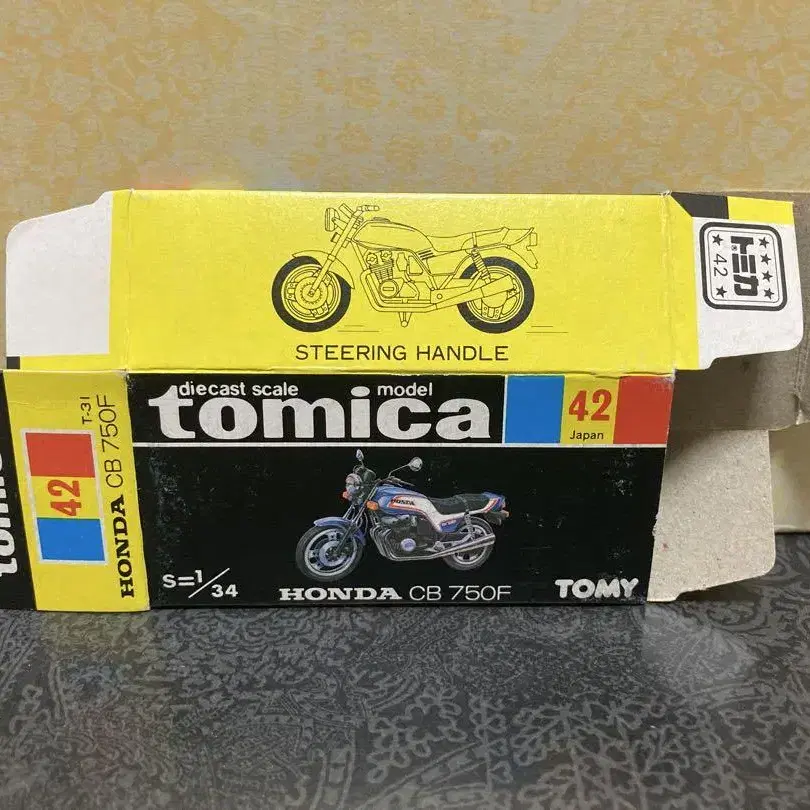 STEERING HANDLE
トミカ
42
diecast scale model
tomica
42
Japan
HONDA
S=1/34
HONDA CB 750F
TOMY
42
T-31
HONDA CB 750F